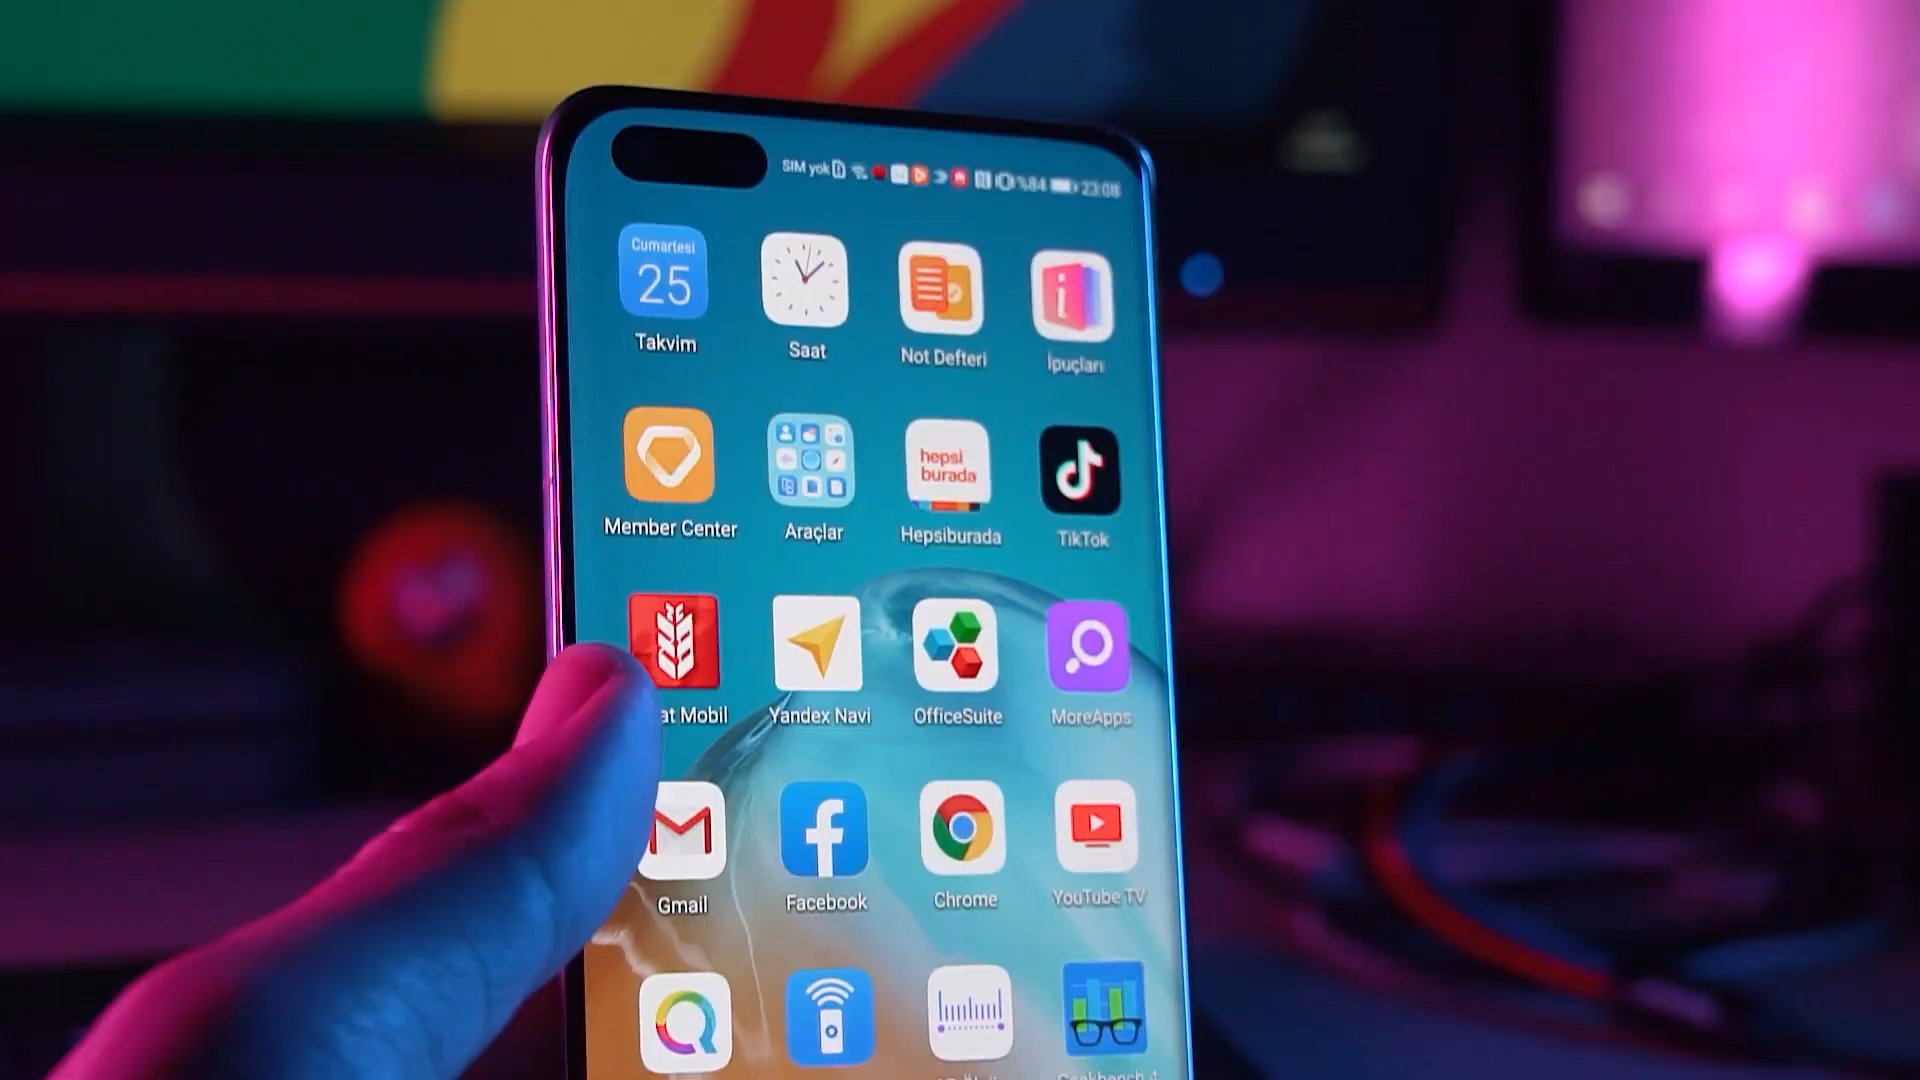 SIM yok %84 23:08
Cumartesi
25
Takvim
Saat
Not Defteri
İpuçları
hepsi
burada
Member Center
Araçlar
Hepsiburada
TikTok
at Mobil
Yandex Navi
OfficeSuite
MoreApps
Gmail
Facebook
Chrome
YouTube TV